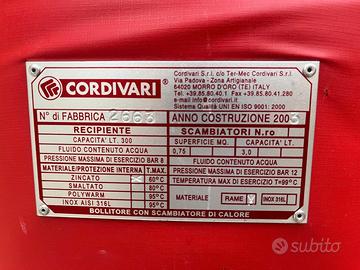 CORDIVARI®
Cordivari S.r.l. c/o Ter-Mec Cordivari S.r.l.
Via Padova - Zona Artigianale
64020 MORRO D'ORO (TE) ITALY
Tel. +39.85.80.40.1 Fax +39.85.80.41.280
e-mail info@cordivari.it
Sistema Qualità UNI EN ISO 9001: 2000
N° di FABBRICA 2663 ANNO COSTRUZIONE 2003
RECIPIENTE SCAMBIATORI N.ro
CAPACITA' LT. 300 SUPERFICIE MQ. CAPACITA' LT.
FLUIDO CONTENUTO ACQUA 0,75 3,0
PRESSIONE MASSIMA DI ESERCIZIO BAR 8 FLUIDO CONTENUTO ACQUA
MATERIALE/PROTEZIONE INTERNA T.MAX. PRESSIONE MASSIMA DI ESERCIZIO BAR 12
ZINCATO 60°C TEMPERATURA MAX DI ESERCIZIO T=99°C
SMALTATO 80°C
POLYWARM 95°C MATERIALE RAME INOX 316L
INOX AISI 316L 95°C
BOLLITORE CON SCAMBIATORE DI CALORE
subito